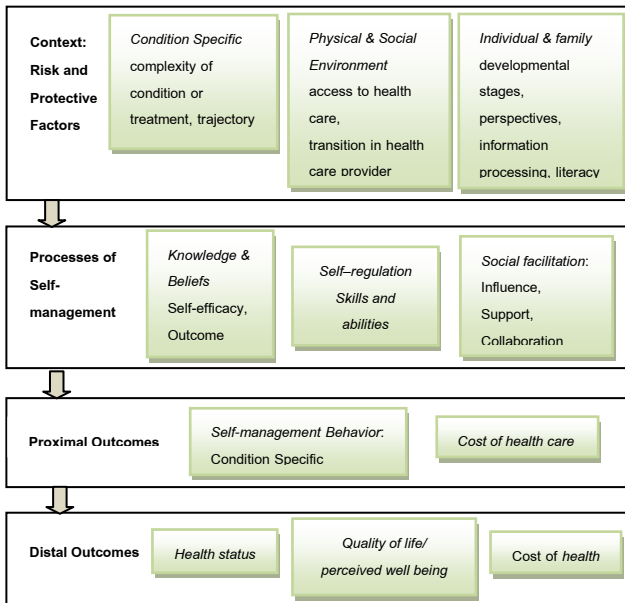 Context:
Risk and
Protective
Factors
Condition Specific
complexity of
condition or
treatment, trajectory
Physical & Social
Environment
access to health
care,
transition in health
care provider
Individual & family
developmental
stages,
perspectives,
information
processing, literacy
Processes of
Self-
management
Knowledge &
Beliefs
Self-efficacy,
Outcome
Self–regulation
Skills and
abilities
Social facilitation:
Influence,
Support,
Collaboration
Proximal Outcomes
Self-management Behavior:
Condition Specific
Cost of health care
Distal Outcomes
Health status
Quality of life/
perceived well being
Cost of health